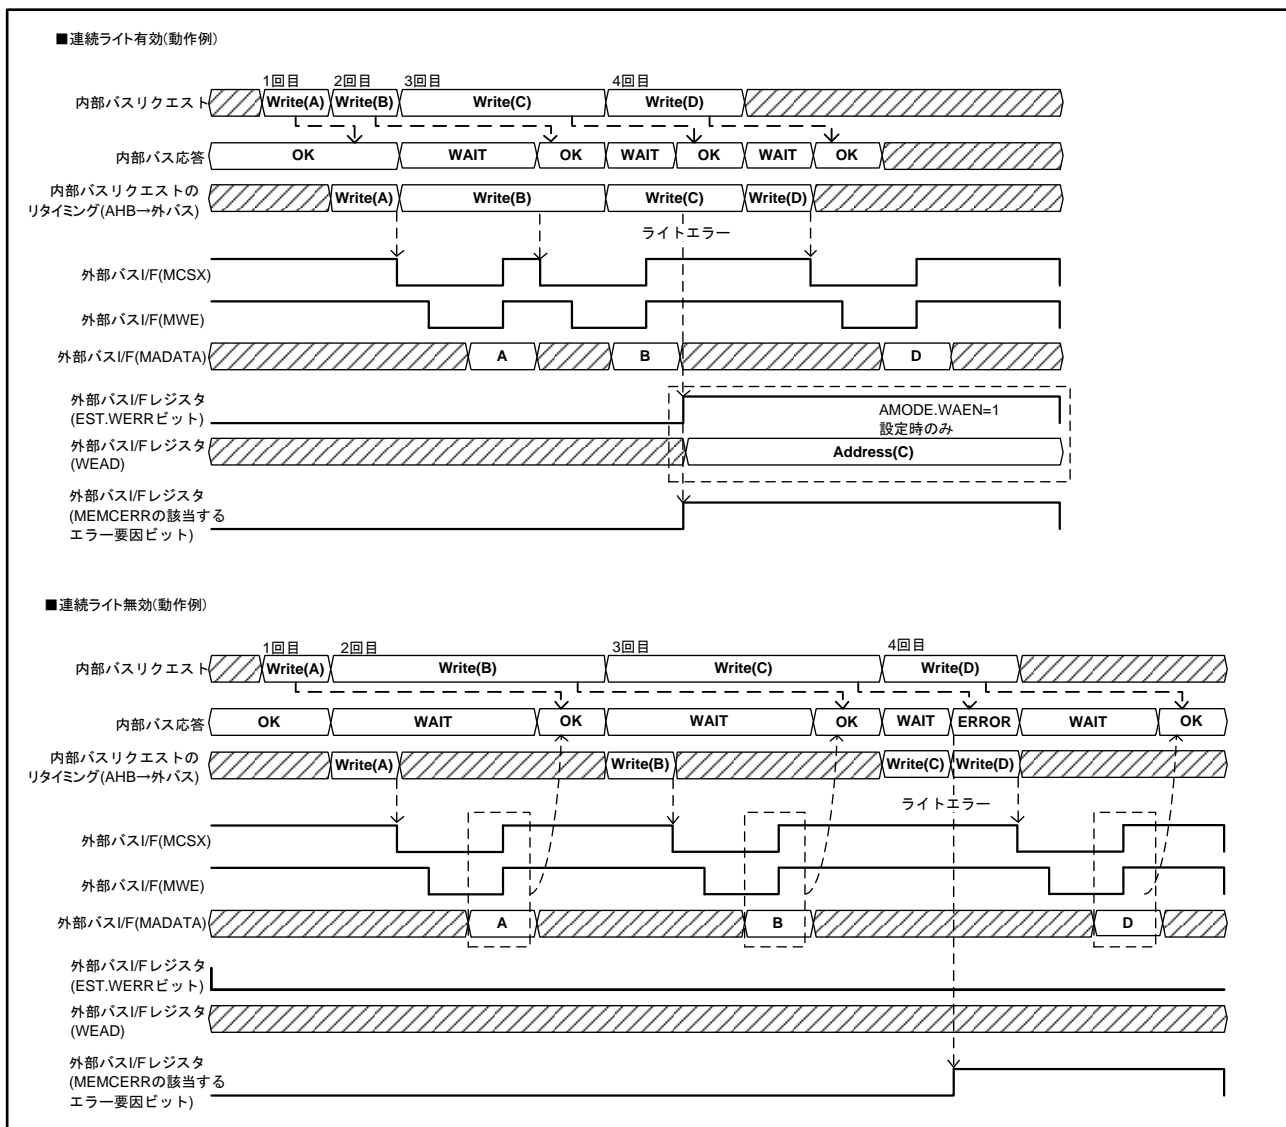 ■連続ライト有効(動作例)
1回目 2回目 3回目 4回目
内部バスリクエスト Write(A) Write(B) Write(C) Write(D)
内部バス応答 OK WAIT OK WAIT OK WAIT OK
内部バスリクエストの
リタイミング(AHB→外バス) Write(A) Write(B) Write(C) Write(D)
ライトエラー
外部バスI/F(MCSX)
外部バスI/F(MWE)
外部バスI/F(MADATA) A B D
外部バスI/Fレジスタ
(EST.WERRビット)
AMODE.WAEN=1
設定時のみ
外部バスI/Fレジスタ
(WEAD) Address(C)
外部バスI/Fレジスタ
(MEMCERRの該当する
エラー要因ビット)
■連続ライト無効(動作例)
1回目 2回目 3回目 4回目
内部バスリクエスト Write(A) Write(B) Write(C) Write(D)
内部バス応答 OK WAIT OK WAIT OK WAIT ERROR WAIT OK
内部バスリクエストの
リタイミング(AHB→外バス) Write(A) Write(B) Write(C) Write(D)
ライトエラー
外部バスI/F(MCSX)
外部バスI/F(MWE)
外部バスI/F(MADATA) A B D
外部バスI/Fレジスタ
(EST.WERRビット)
外部バスI/Fレジスタ
(WEAD)
外部バスI/Fレジスタ
(MEMCERRの該当する
エラー要因ビット)